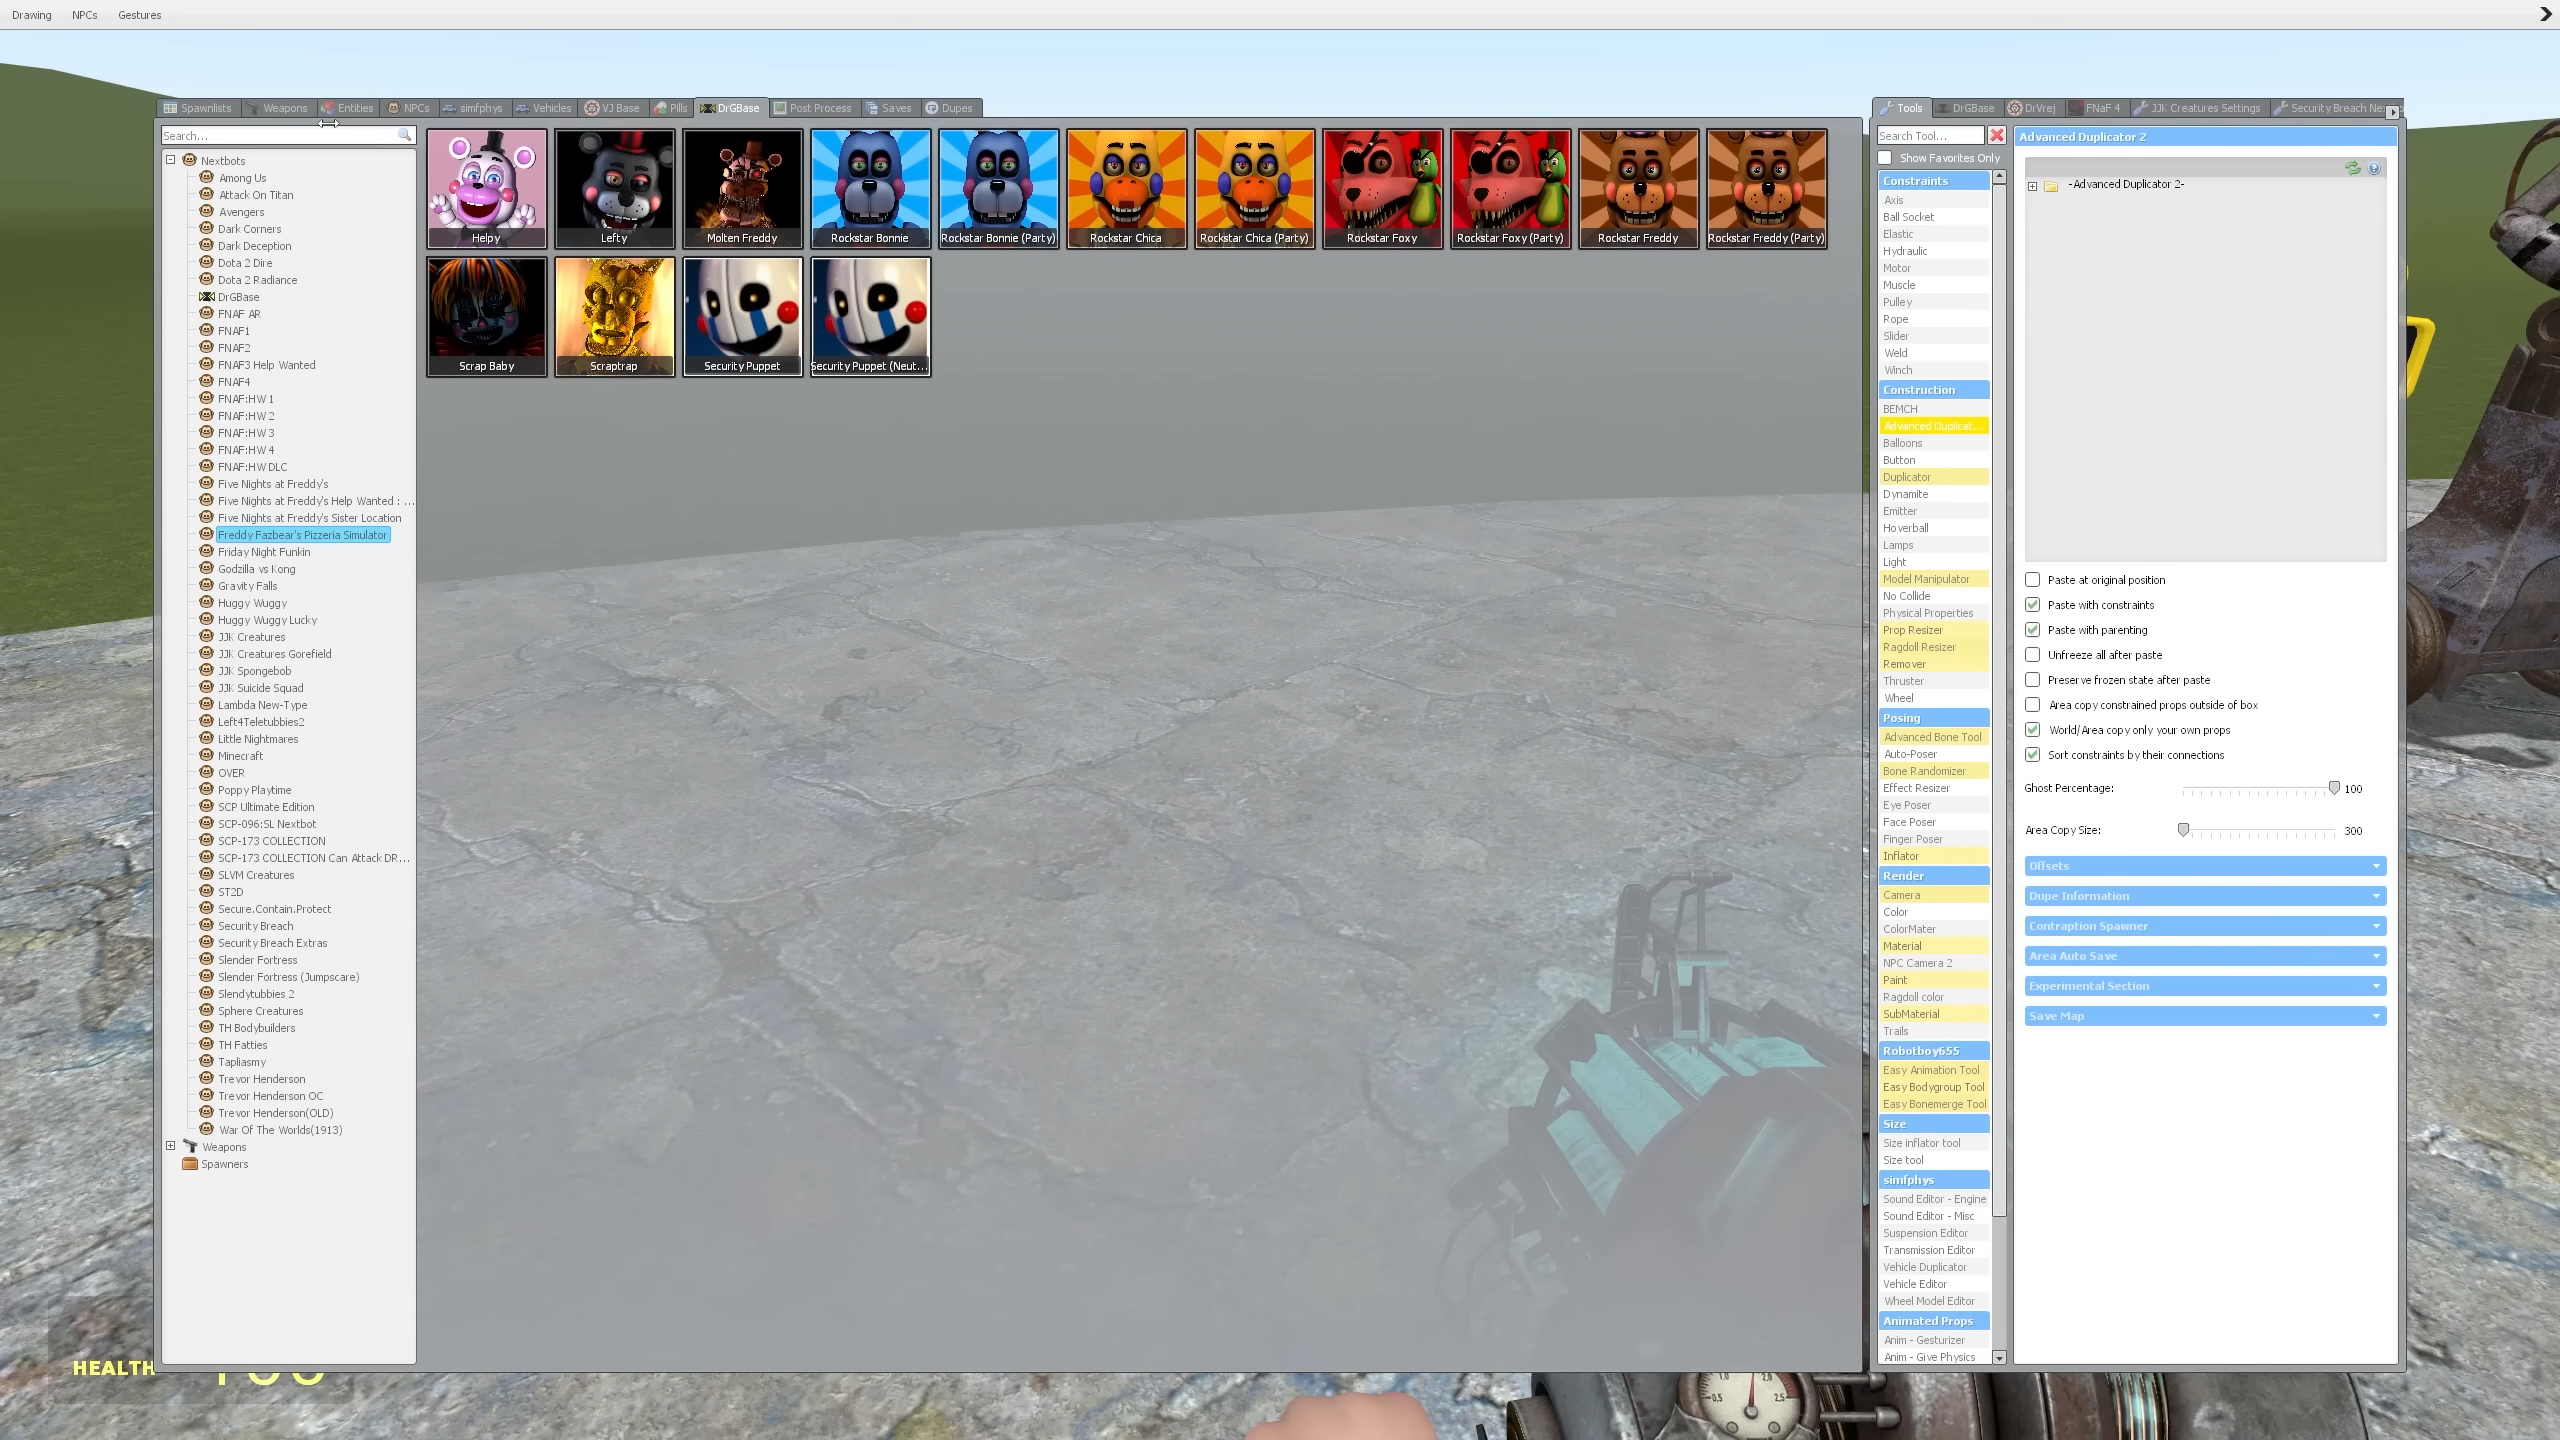 Drawing NPCs Gestures
Spawnlists Weapons Entities NPCs simfphys Vehicles VJ Base Pills DrGBase Post Process Saves Dupes
Search...
Nextbots
Among Us
Attack On Titan
Avengers
Dark Corners
Dark Deception
Dota 2 Dire
Dota 2 Radiance
DrGBase
FNAF AR
FNAF1
FNAF2
FNAF3 Help Wanted
FNAF4
FNAF:HW 1
FNAF:HW 2
FNAF:HW 3
FNAF:HW 4
FNAF:HW DLC
Five Nights at Freddy's
Five Nights at Freddy's Help Wanted : ...
Five Nights at Freddy's Sister Location
Freddy Fazbear's Pizzeria Simulator
Friday Night Funkin
Godzilla vs Kong
Gravity Falls
Huggy Wuggy
Huggy Wuggy Lucky
JJK Creatures
JJK Creatures Gorefield
JJK Spongebob
JJK Suicide Squad
Lambda New-Type
Left4Teletubbies2
Little Nightmares
Minecraft
OVER
Poppy Playtime
SCP Ultimate Edition
SCP-096:SL Nextbot
SCP-173 COLLECTION
SCP-173 COLLECTION Can Attack DR...
SLVM Creatures
ST2D
Secure.Contain.Protect
Security Breach
Security Breach Extras
Slender Fortress
Slender Fortress (Jumpscare)
Slendytubbies 2
Sphere Creatures
TH Bodybuilders
TH Fatties
Tapliasmy
Trevor Henderson
Trevor Henderson OC
Trevor Henderson(OLD)
War Of The Worlds(1913)
Weapons
Spawners
HEALTH
Helpy Lefty Molten Freddy Rockstar Bonnie Rockstar Bonnie (Party) Rockstar Chica Rockstar Chica (Party) Rockstar Foxy Rockstar Foxy (Party) Rockstar Freddy Rockstar Freddy (Party)
Scrap Baby Scraptrap Security Puppet Security Puppet (Neut...
Tools DrGBase DrVrej FNaF 4 JJK Creatures Settings Security Breach
Search Tool...
Show Favorites Only
Constraints
Axis
Ball Socket
Elastic
Hydraulic
Motor
Muscle
Pulley
Rope
Slider
Weld
Winch
Construction
BEMCH
Advanced Duplicat...
Balloons
Button
Duplicator
Dynamite
Emitter
Hoverball
Lamps
Light
Model Manipulator
No Collide
Physical Properties
Prop Resizer
Ragdoll Resizer
Remover
Thruster
Wheel
Posing
Advanced Bone Tool
Auto-Poser
Bone Randomizer
Effect Resizer
Eye Poser
Face Poser
Finger Poser
Inflator
Render
Camera
Color
ColorMater
Material
NPC Camera 2
Paint
Ragdoll color
SubMaterial
Trails
Robotboy655
Easy Animation Tool
Easy Bodygroup Tool
Easy Bonemerge Tool
Size
Size inflator tool
Size tool
simfphys
Sound Editor - Engine
Sound Editor - Misc
Suspension Editor
Transmission Editor
Vehicle Duplicator
Vehicle Editor
Wheel Model Editor
Animated Props
Anim - Gesturizer
Anim - Give Physics
Advanced Duplicator 2
-Advanced Duplicator 2-
Paste at original position
Paste with constraints
Paste with parenting
Unfreeze all after paste
Preserve frozen state after paste
Area copy constrained props outside of box
World/Area copy only your own props
Sort constraints by their connections
Ghost Percentage: 100
Area Copy Size: 300
Offsets
Dupe Information
Contraption Spawner
Area Auto Save
Experimental Section
Save Map